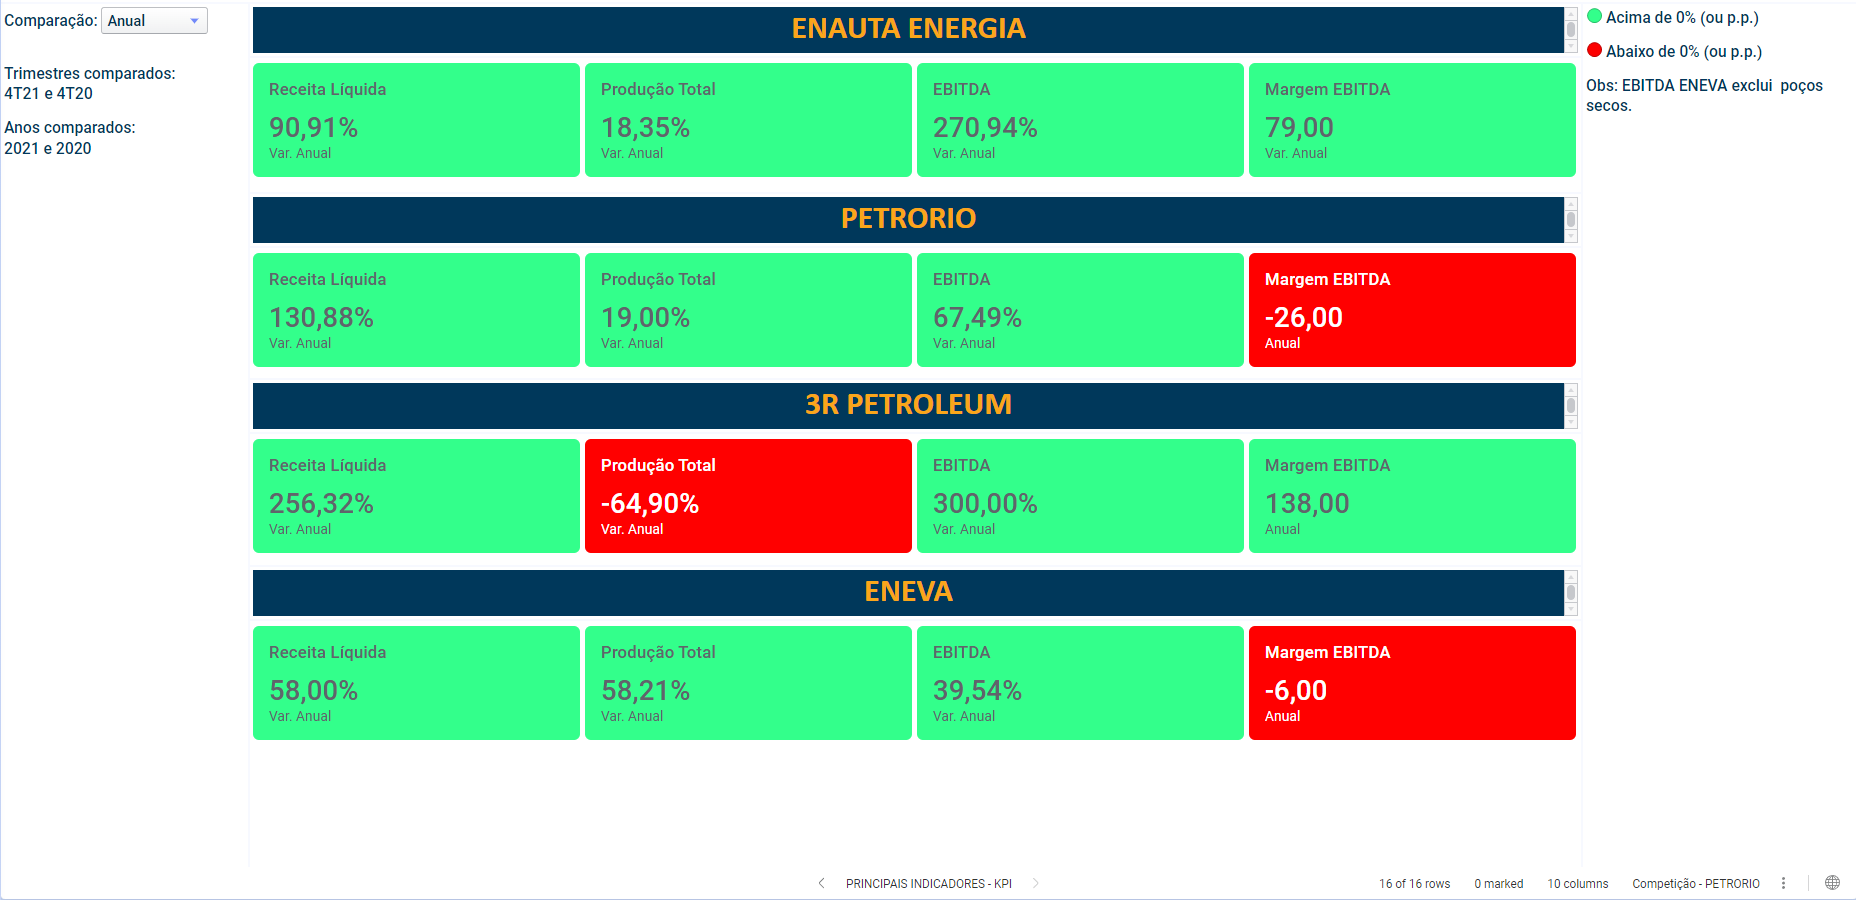 Comparação: Anual
Trimestres comparados:
4T21 e 4T20
Anos comparados:
2021 e 2020
ENAUTA ENERGIA
Receita Líquida
90,91%
Var. Anual
Produção Total
18,35%
Var. Anual
EBITDA
270,94%
Var. Anual
Margem EBITDA
79,00
Var. Anual
PETRORIO
Receita Líquida
130,88%
Var. Anual
Produção Total
19,00%
Var. Anual
EBITDA
67,49%
Var. Anual
Margem EBITDA
-26,00
Anual
3R PETROLEUM
Receita Líquida
256,32%
Var. Anual
Produção Total
-64,90%
Var. Anual
EBITDA
300,00%
Var. Anual
Margem EBITDA
138,00
Anual
ENEVA
Receita Líquida
58,00%
Var. Anual
Produção Total
58,21%
Var. Anual
EBITDA
39,54%
Var. Anual
Margem EBITDA
-6,00
Anual
Acima de 0% (ou p.p.)
Abaixo de 0% (ou p.p.)
Obs: EBITDA ENEVA exclui  poços
secos.
PRINCIPAIS INDICADORES - KPI
16 of 16 rows
0 marked
10 columns
Competição - PETRORIO